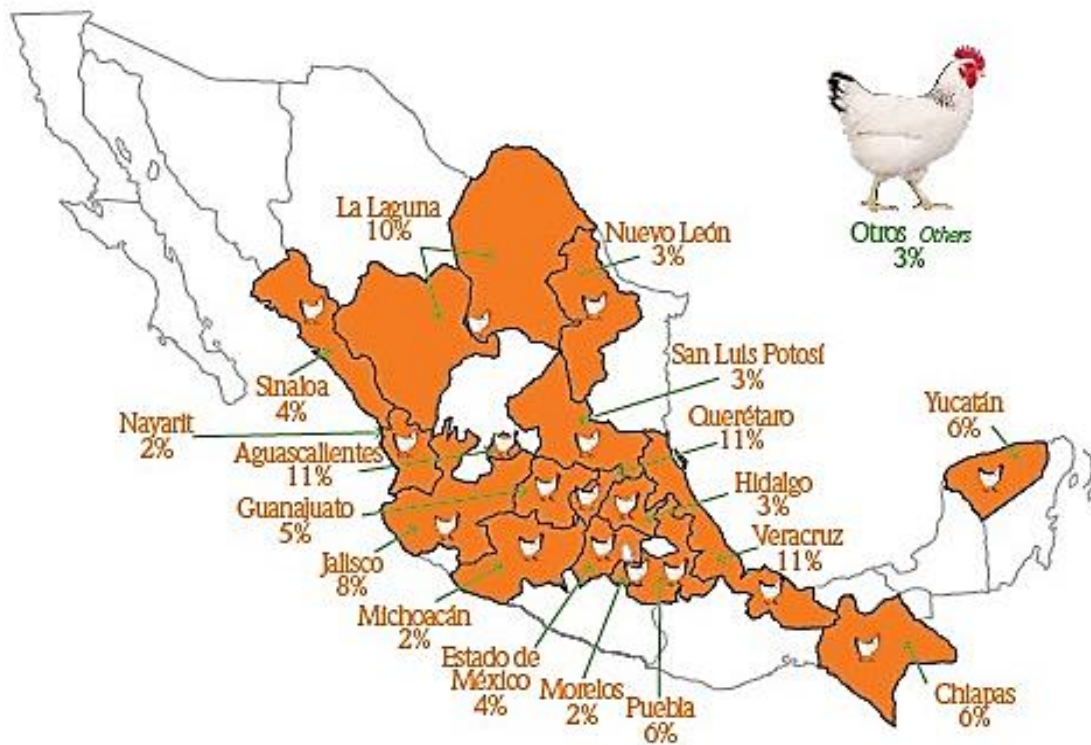 La Laguna
10%
Nuevo León
3%
Otros Others
3%
San Luis Potosí
3%
Sinaloa
4%
Querétaro
11%
Yucatán
6%
Nayarit
2%
Aguascalientes
11%
Guanajuato
5%
Hidalgo
3%
Veracruz
11%
Jalisco
8%
Michoacán
2%
Estado de
México
4%
Morelos
2%
Puebla
6%
Chiapas
6%